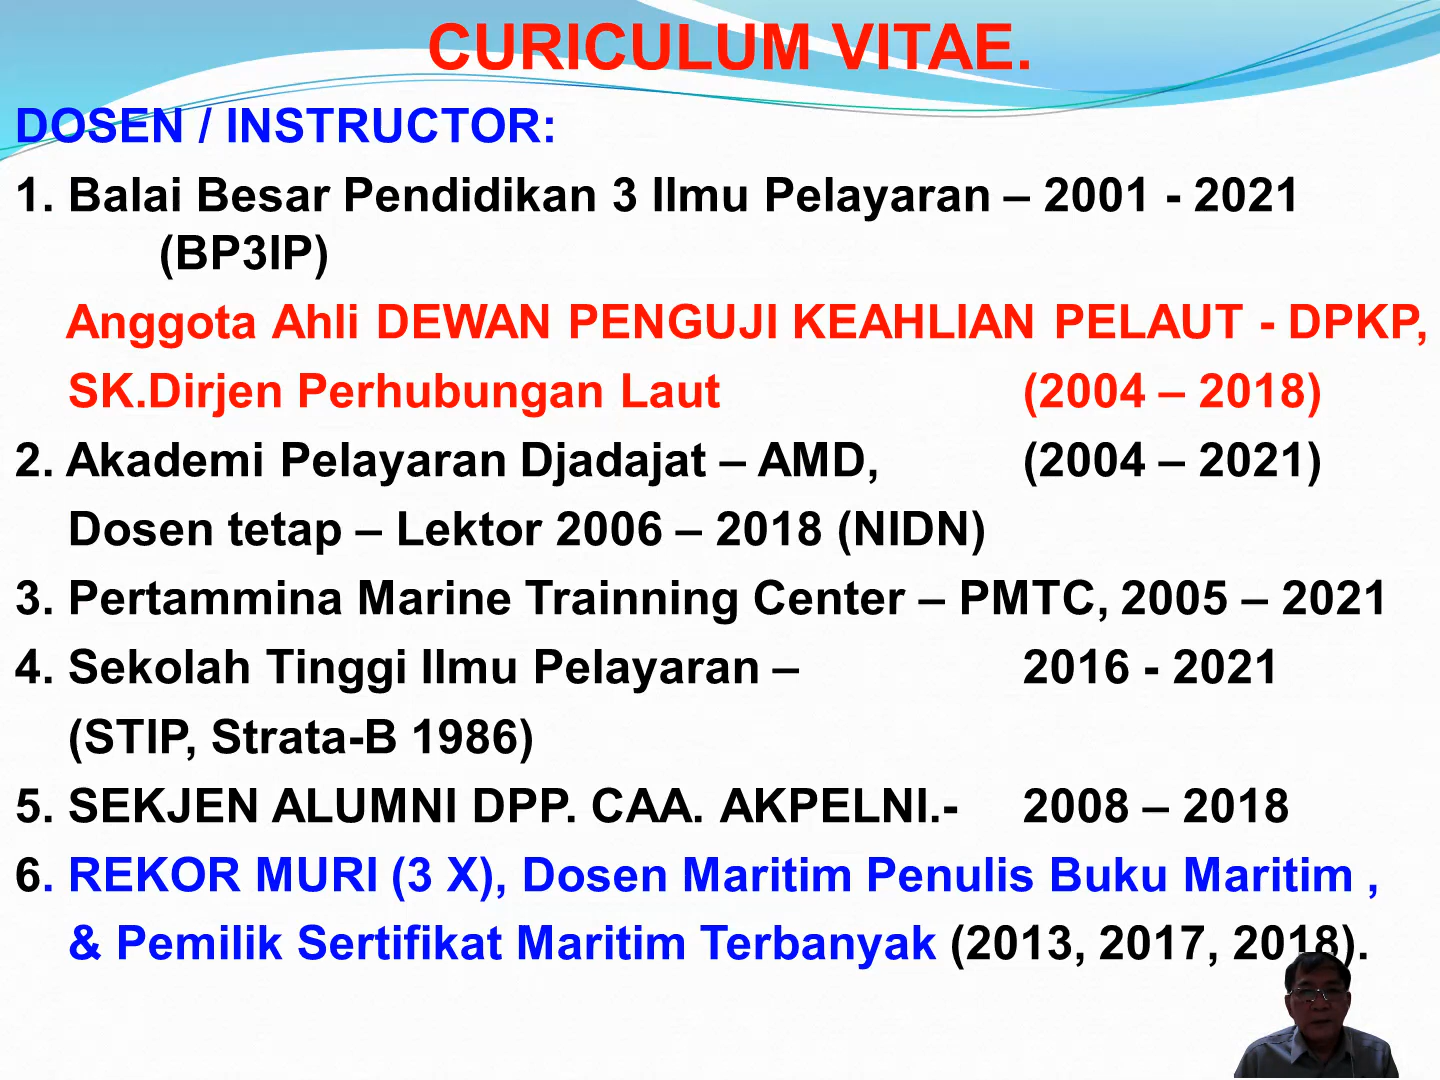 CURICULUM VITAE.
DOSEN / INSTRUCTOR:
1. Balai Besar Pendidikan 3 Ilmu Pelayaran – 2001 - 2021
(BP3IP)
Anggota Ahli DEWAN PENGUJI KEAHLIAN PELAUT - DPKP,
SK.Dirjen Perhubungan Laut (2004 – 2018)
2. Akademi Pelayaran Djadajat – AMD, (2004 – 2021)
Dosen tetap – Lektor 2006 – 2018 (NIDN)
3. Pertammina Marine Trainning Center – PMTC, 2005 – 2021
4. Sekolah Tinggi Ilmu Pelayaran – 2016 - 2021
(STIP, Strata-B 1986)
5. SEKJEN ALUMNI DPP. CAA. AKPELNI.- 2008 – 2018
6. REKOR MURI (3 X), Dosen Maritim Penulis Buku Maritim ,
& Pemilik Sertifikat Maritim Terbanyak (2013, 2017, 2018).